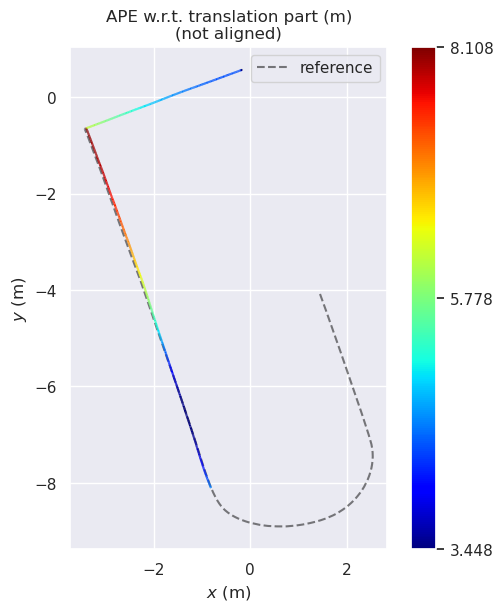 APE w.r.t. translation part (m)
(not aligned)
reference
8.108
5.778
3.448
0
−2
−4
−6
−8
y (m)
−2
0
2
x (m)